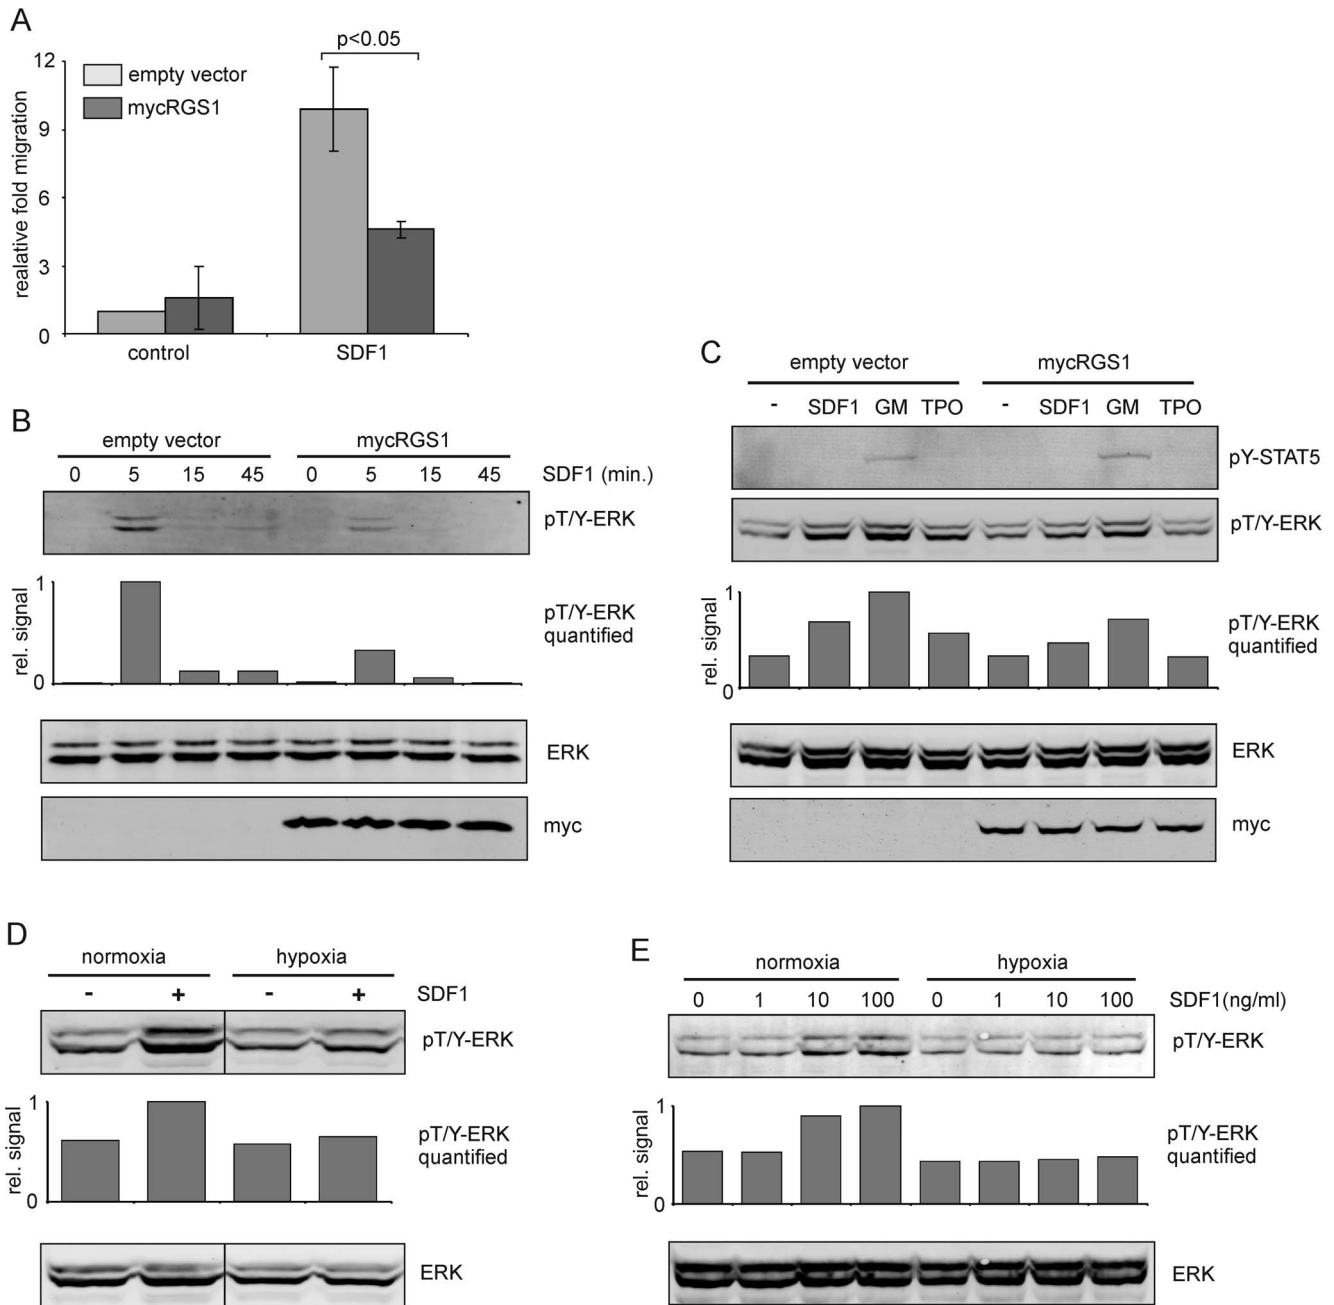 A
p<0.05
12
9
6
3
0
realative fold migration
empty vector
mycRGS1
control SDF1
B
empty vector mycRGS1
0 5 15 45 0 5 15 45 SDF1 (min.)
pT/Y-ERK
1
0
rel. signal
pT/Y-ERK
quantified
ERK
myc
C
empty vector mycRGS1
- SDF1 GM TPO - SDF1 GM TPO
pY-STAT5
pT/Y-ERK
1
0
rel. signal
pT/Y-ERK
quantified
ERK
myc
D
normoxia hypoxia
- + - + SDF1
pT/Y-ERK
1
0
rel. signal
pT/Y-ERK
quantified
ERK
E
normoxia hypoxia
0 1 10 100 0 1 10 100 SDF1(ng/ml)
pT/Y-ERK
1
0
rel. signal
pT/Y-ERK
quantified
ERK